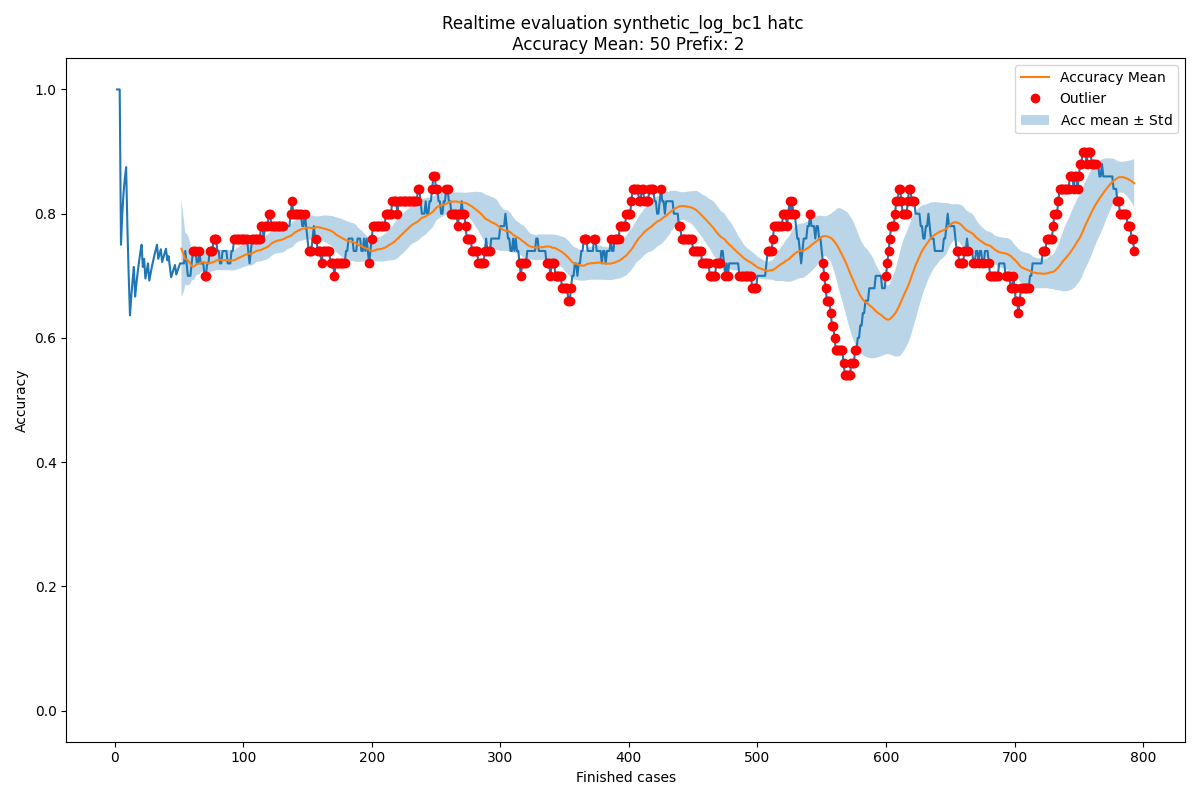 Realtime evaluation synthetic_log_bc1 hatc
Accuracy Mean: 50 Prefix: 2
Accuracy Mean
Outlier
Acc mean ± Std
1.0
0.8
0.6
0.4
0.2
0.0
Accuracy
0 100 200 300 400 500 600 700 800
Finished cases